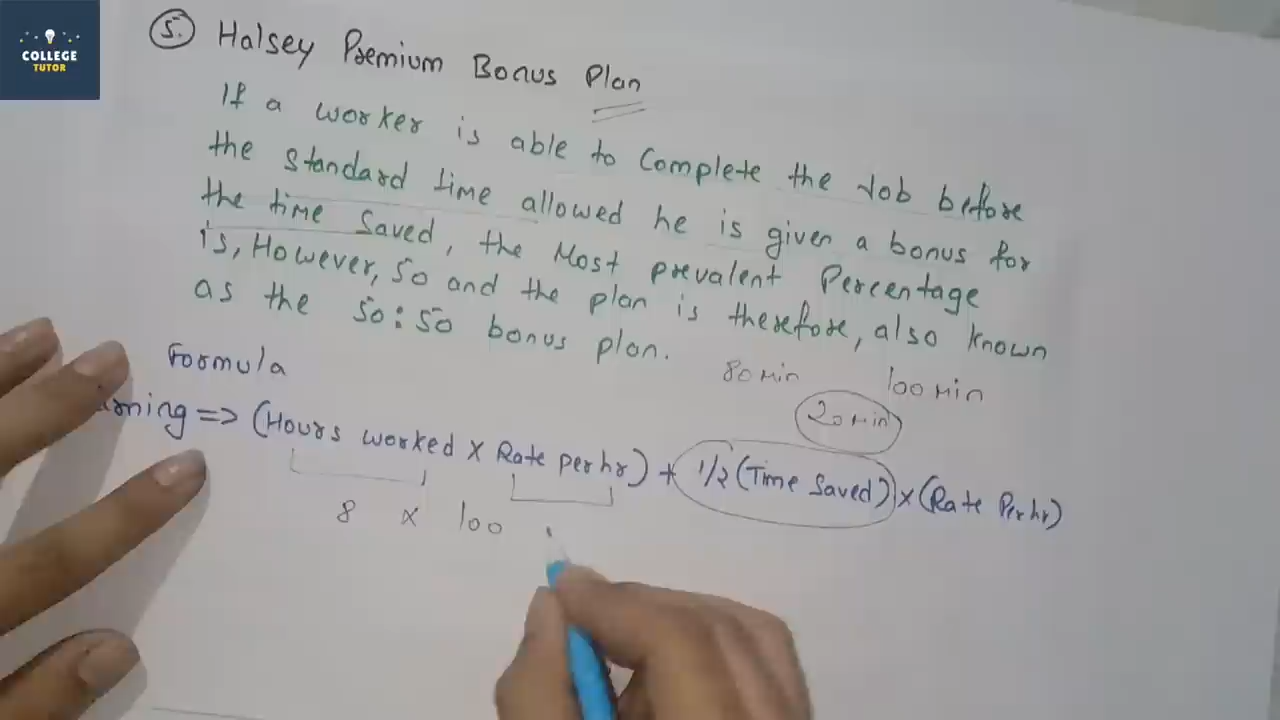 COLLEGE
TUTOR
5. Halsey Premium Bonus Plan
If a worker is able to Complete the Job before
the standard time allowed he is given a bonus for
the time Saved, the Most prevalent Percentage
is, However, 50 and the plan is therefore, also known
as the 50:50 bonus plan.
80 Min 100 Min
20 min
Formula
=> (Hours worked X Rate per hr) + 1/2 (Time Saved) x (Rate Per hr)
8 x 100